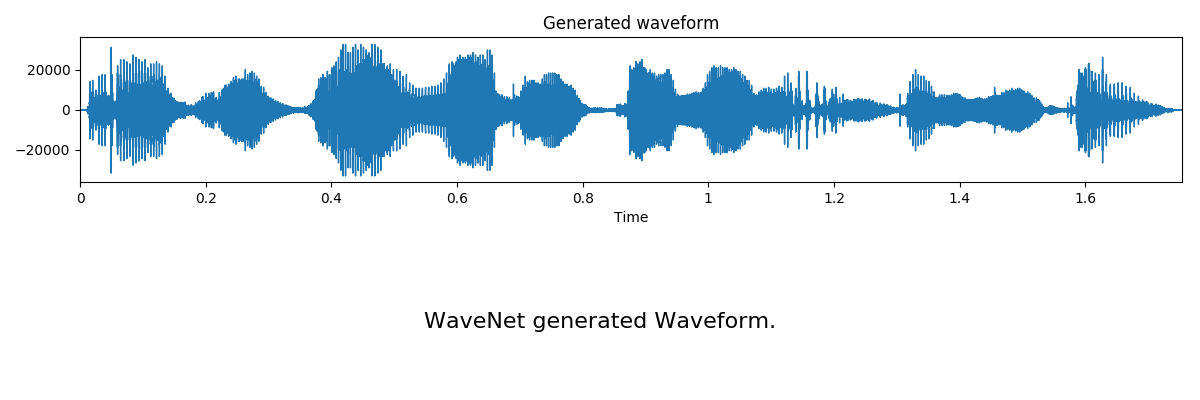 Generated waveform
20000
0
−20000
0 0.2 0.4 0.6 0.8 1 1.2 1.4 1.6
Time
WaveNet generated Waveform.